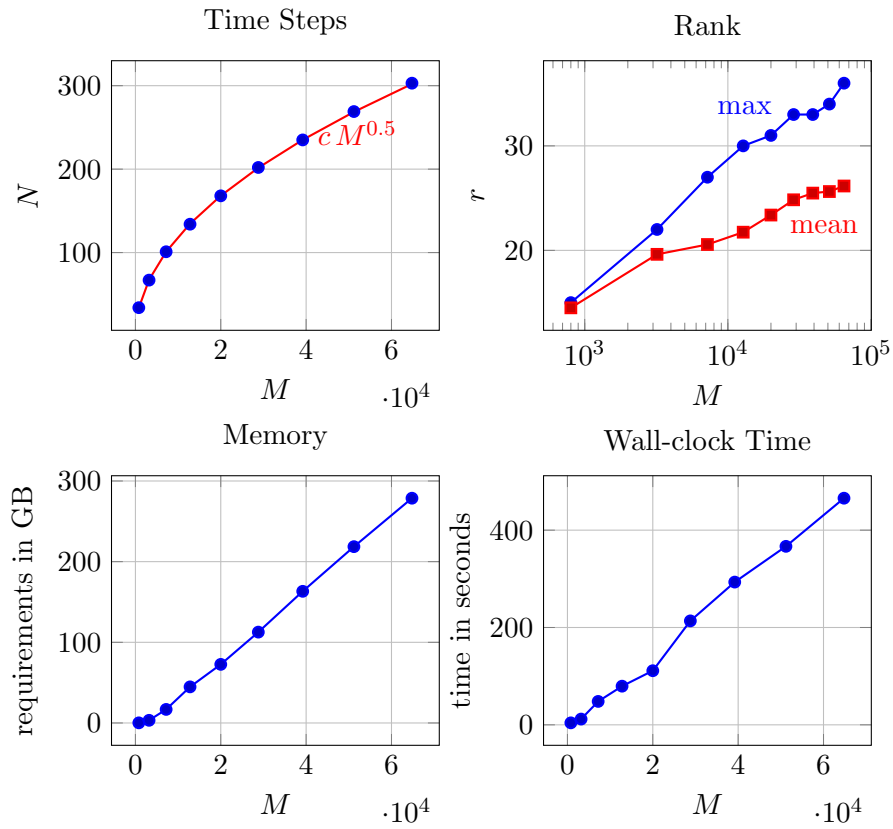 Time Steps
300
200
100
N
c M^0.5
0 2 4 6
M
·10^4
Rank
30
20
r
max
mean
10^3 10^4 10^5
M
Memory
300
200
100
0
requirements in GB
0 2 4 6
M
·10^4
Wall-clock Time
400
200
0
time in seconds
0 2 4 6
M
·10^4